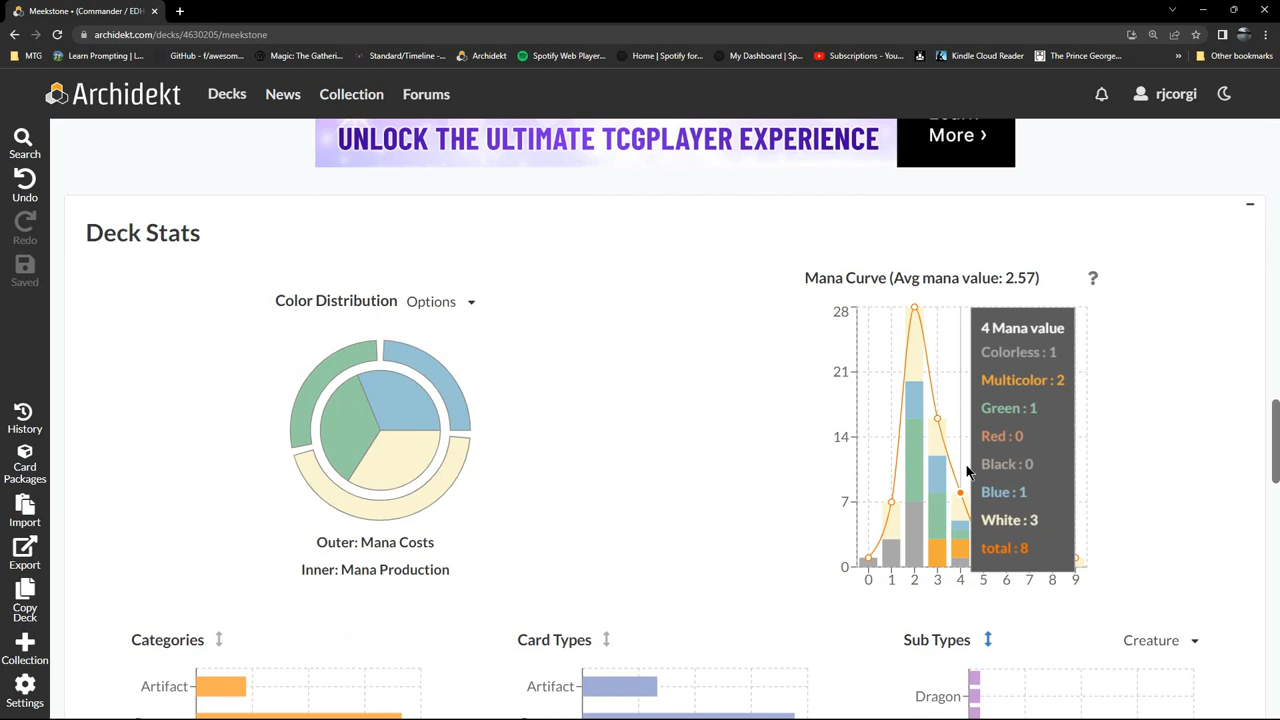 Meekstone • (Commander / EDH
archidekt.com/decks/4630205/meekstone
MTG
Learn Prompting | L...
GitHub - f/awesom...
Magic: The Gatheri...
Standard/Timeline -...
Archidekt
Spotify Web Player...
Home | Spotify for...
My Dashboard | Sp...
Subscriptions - You...
Kindle Cloud Reader
The Prince George...
»
Other bookmarks
Archidekt
Decks
News
Collection
Forums
rjcorgi
Search
Undo
Redo
Saved
History
Card
Packages
Import
Export
Copy
Deck
Collection
Settings
UNLOCK THE ULTIMATE TCGPLAYER EXPERIENCE
Learn
More ›
Deck Stats
Color Distribution Options
Outer: Mana Costs
Inner: Mana Production
Mana Curve (Avg mana value: 2.57)
?
28
21
14
7
0
0 1 2 3 4 5 6 7 8 9
4 Mana value
Colorless : 1
Multicolor : 2
Green : 1
Red : 0
Black : 0
Blue : 1
White : 3
total : 8
Categories
Artifact
Card Types
Artifact
Sub Types
Creature
Dragon